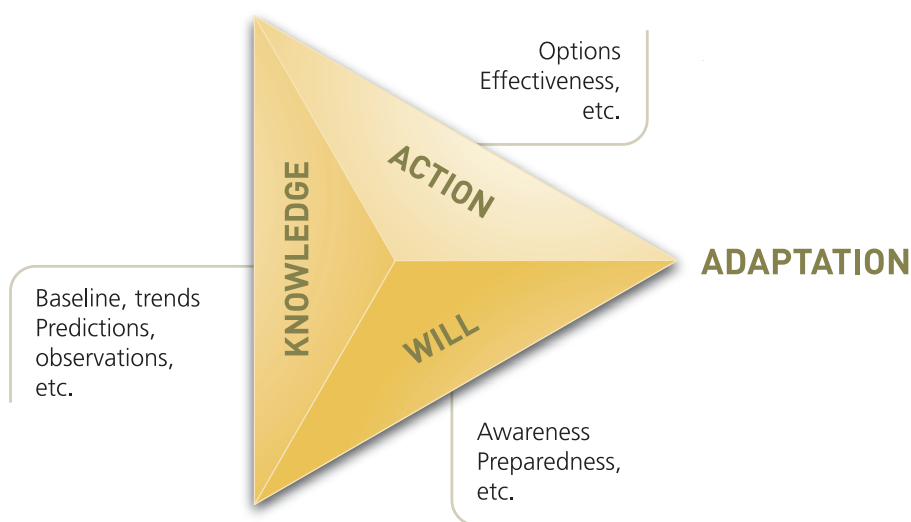 Options
Effectiveness,
etc.
ACTION
KNOWLEDGE
ADAPTATION
Baseline, trends
Predictions,
observations,
etc.
WILL
Awareness
Preparedness,
etc.